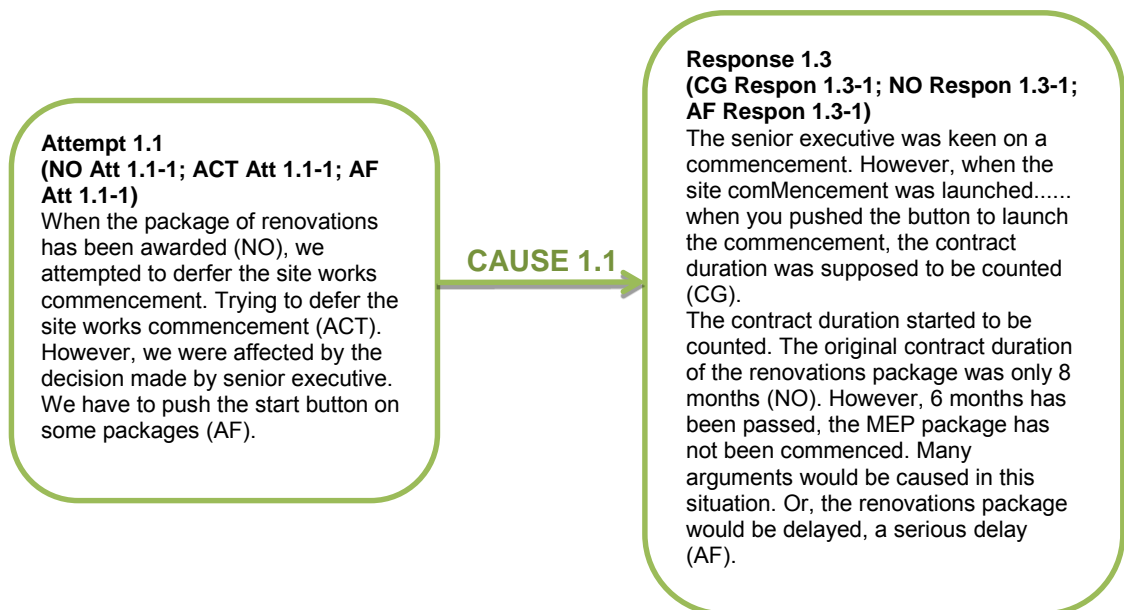 Attempt 1.1
(NO Att 1.1-1; ACT Att 1.1-1; AF
Att 1.1-1)
When the package of renovations
has been awarded (NO), we
attempted to derfer the site works
commencement. Trying to defer the
site works commencement (ACT).
However, we were affected by the
decision made by senior executive.
We have to push the start button on
some packages (AF).
CAUSE 1.1
Response 1.3
(CG Respon 1.3-1; NO Respon 1.3-1;
AF Respon 1.3-1)
The senior executive was keen on a
commencement. However, when the
site comMencement was launched......
when you pushed the button to launch
the commencement, the contract
duration was supposed to be counted
(CG).
The contract duration started to be
counted. The original contract duration
of the renovations package was only 8
months (NO). However, 6 months has
been passed, the MEP package has
not been commenced. Many
arguments would be caused in this
situation. Or, the renovations package
would be delayed, a serious delay
(AF).